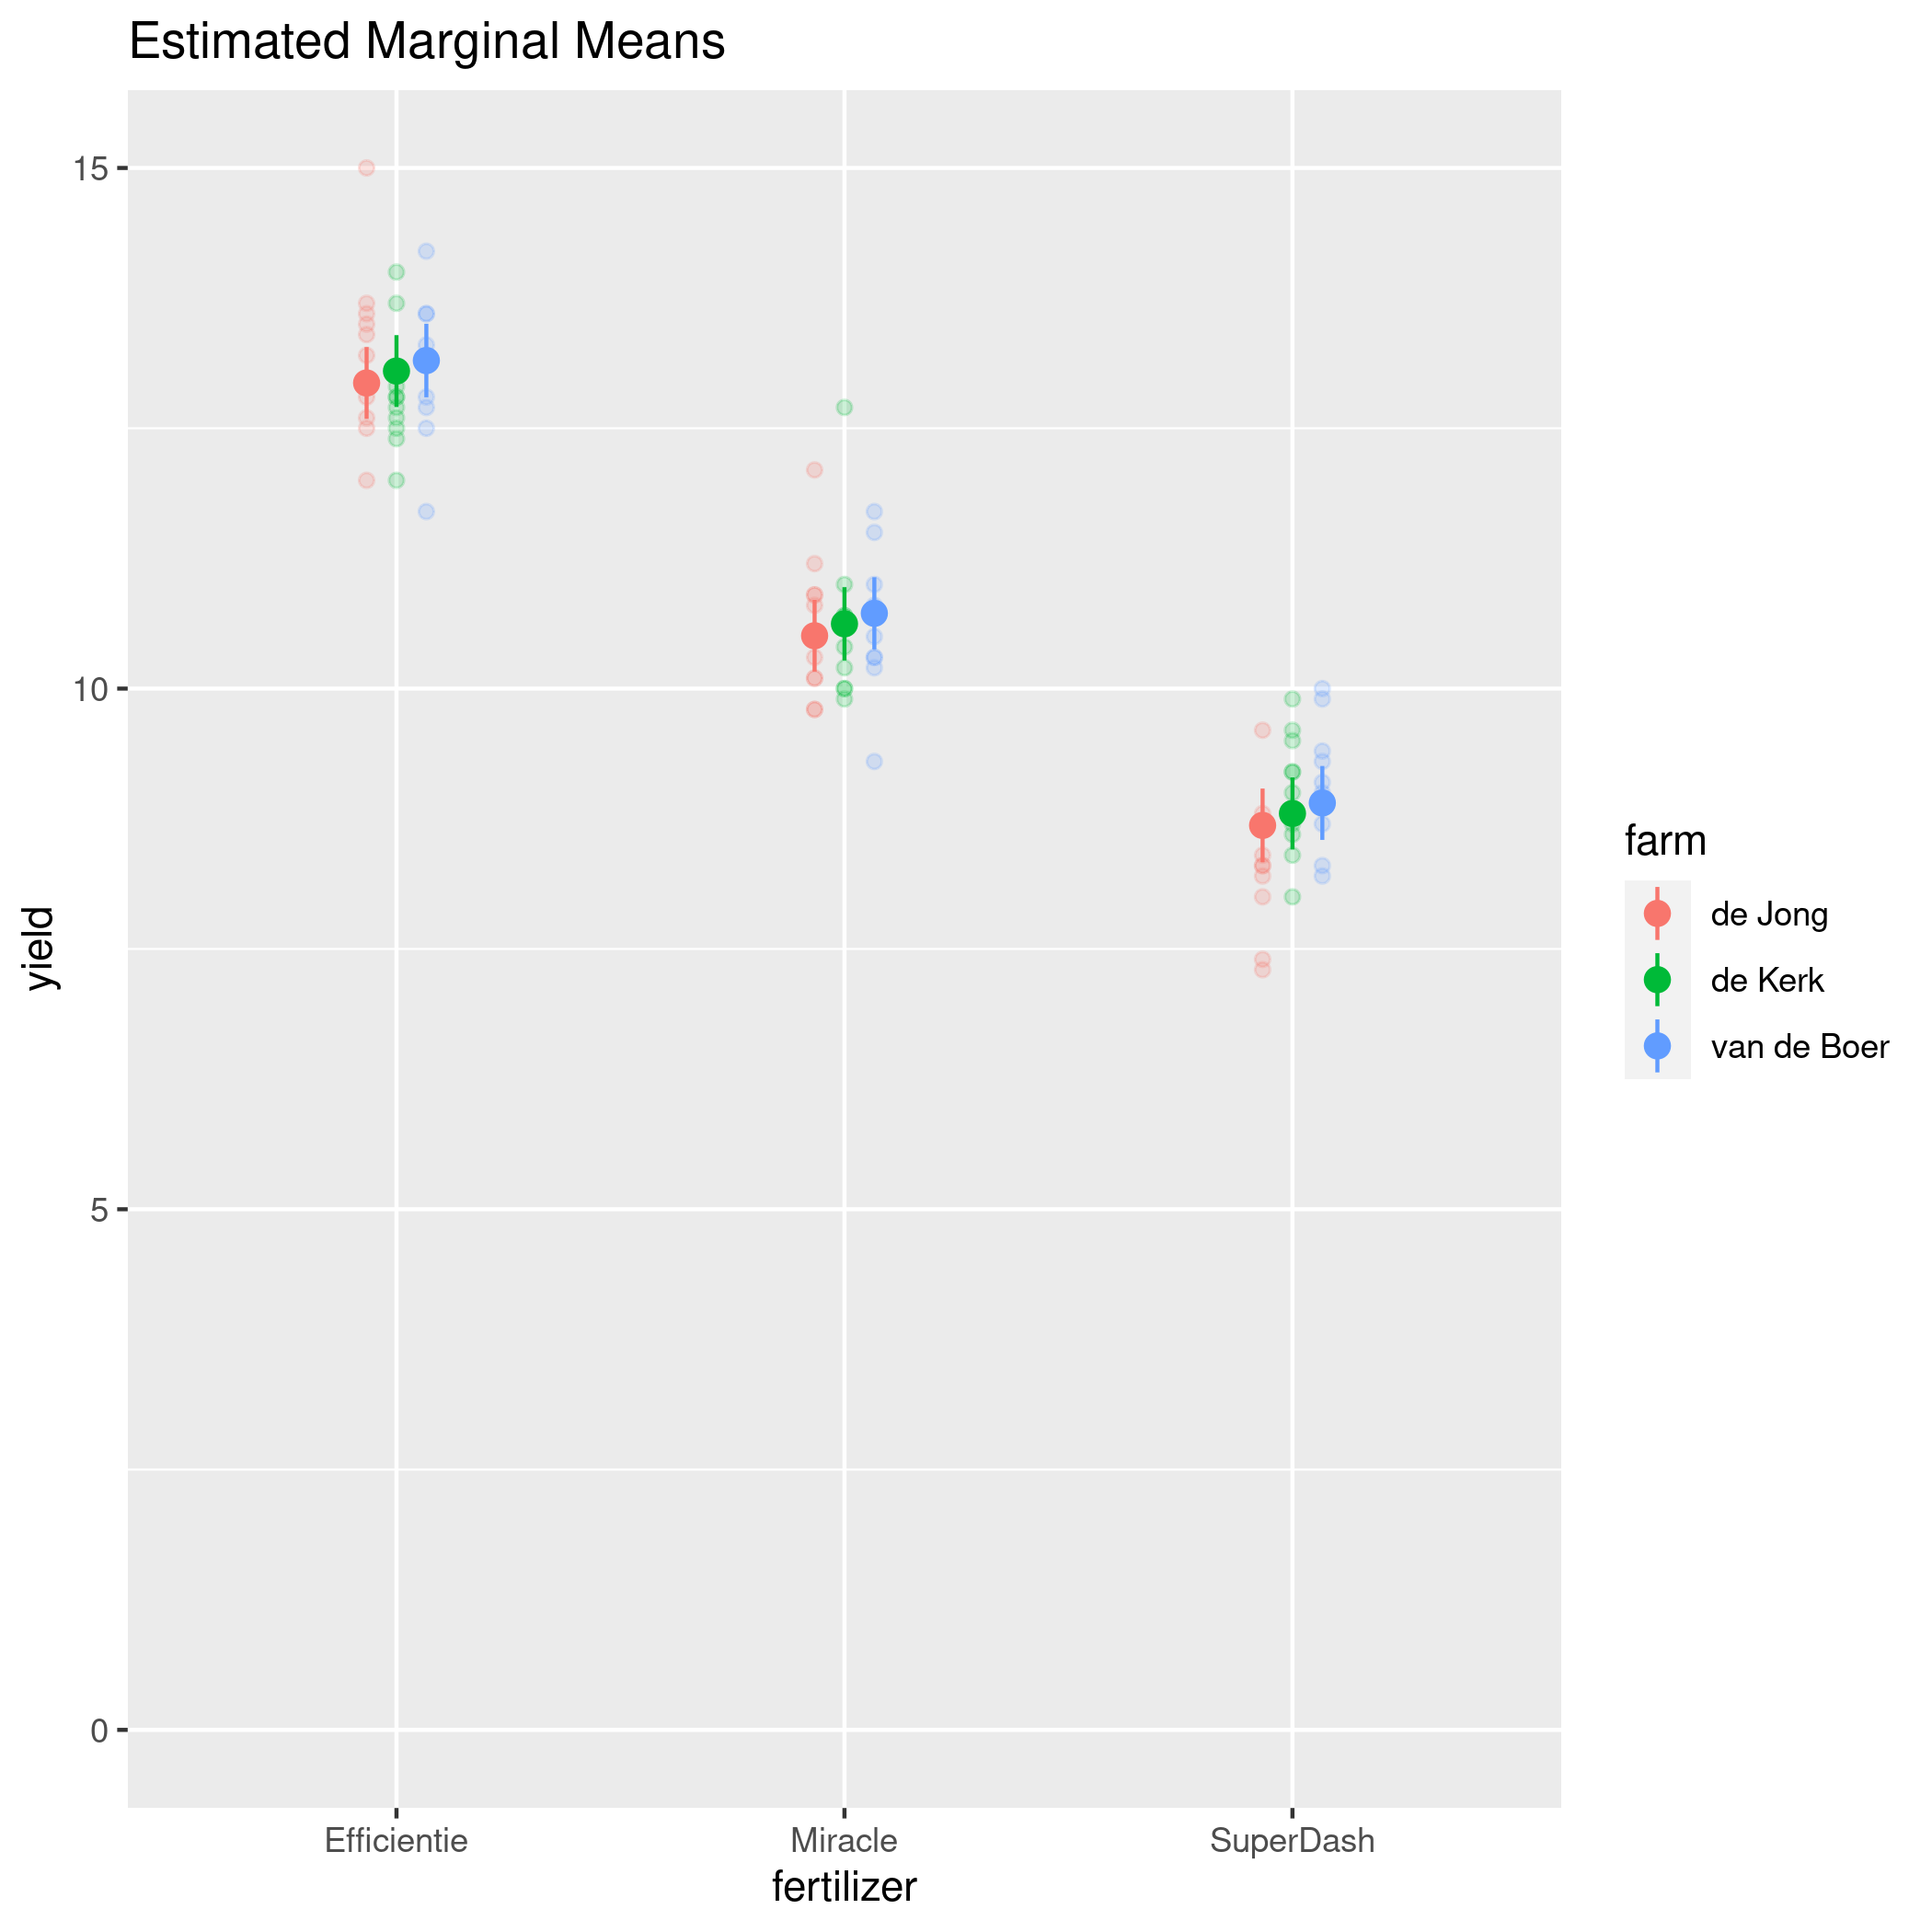 Estimated Marginal Means
15
10
5
0
yield
Efficientie
Miracle
SuperDash
fertilizer
farm
de Jong
de Kerk
van de Boer